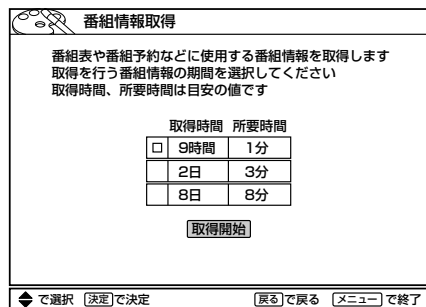 番組情報取得
番組表や番組予約などに使用する番組情報を取得します
取得を行う番組情報の期間を選択してください
取得時間、所要時間は目安の値です
取得時間 所要時間
9時間 1分
2日 3分
8日 8分
取得開始
で選択 決定で決定 戻るで戻る メニューで終了